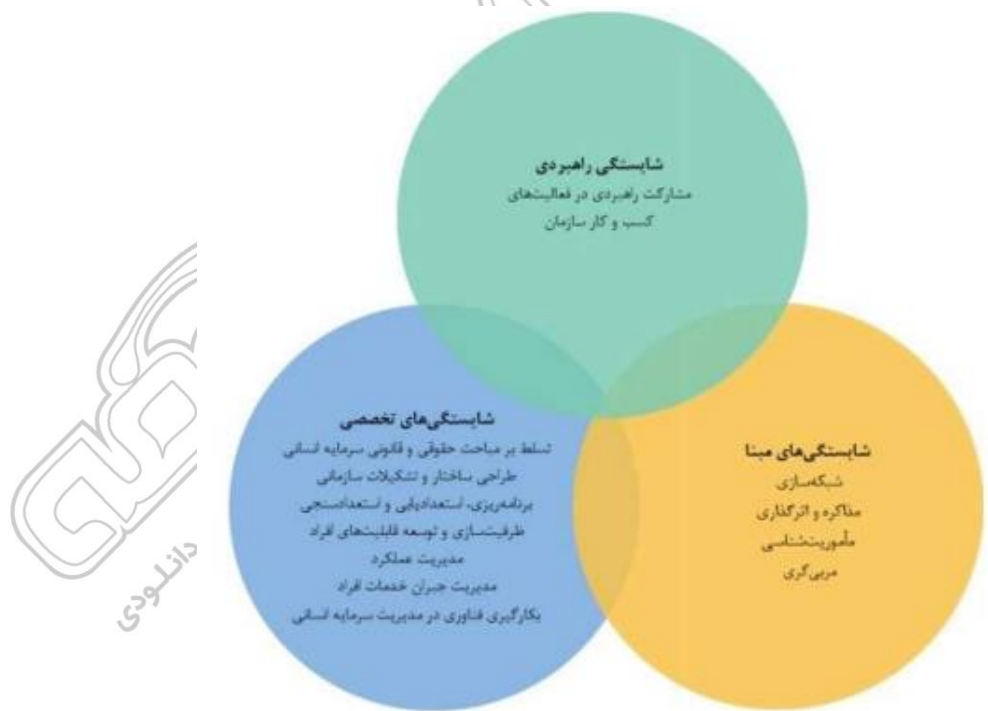 شایستگی راهبردی
مشارکت راهبردی در فعالیت‌های
کسب و کار سازمان
شایستگی‌های تخصصی
تسلط بر مباحث حقوقی و قانونی سرمایه انسانی
طراحی ساختار و تشکیلات سازمانی
برنامه‌ریزی، استعدادیابی و استعدادسنجی
ظرفیت‌سازی و توسعه قابلیت‌های افراد
مدیریت عملکرد
مدیریت جبران خدمات افراد
بکارگیری فناوری در مدیریت سرمایه انسانی
شایستگی‌های مبنا
شبکه‌سازی
مذاکره و اثرگذاری
مأموریت‌شناسی
مربی‌گری
دانلودی